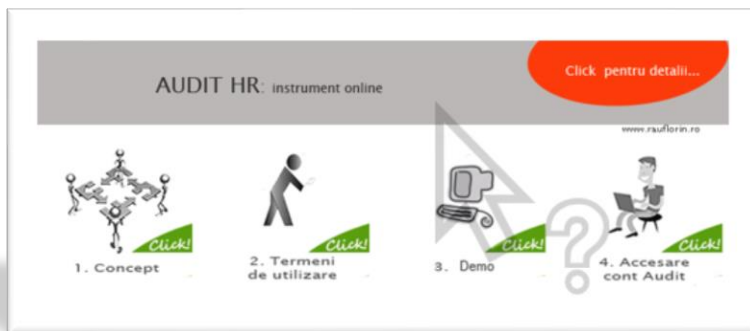 Click pentru detalii...
AUDIT HR: instrument online
www.rauflorin.ro
Click!
1. Concept
Click!
2. Termeni
de utilizare
Click!
3. Demo
Click!
4. Accesare
cont Audit